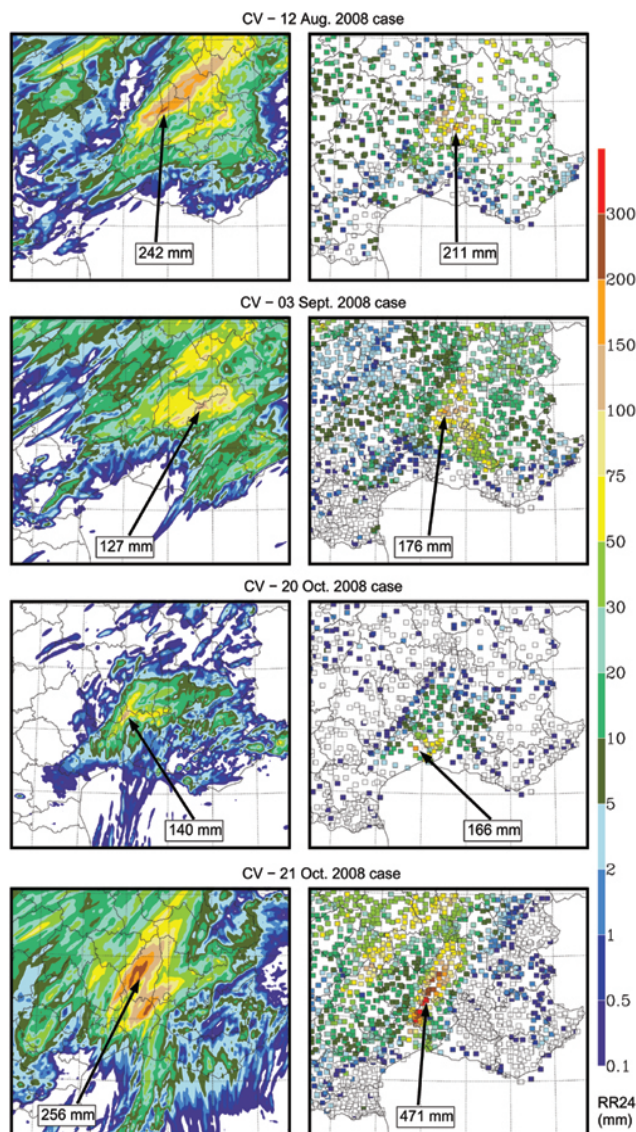 CV – 12 Aug. 2008 case
242 mm
211 mm
CV – 03 Sept. 2008 case
127 mm
176 mm
CV – 20 Oct. 2008 case
140 mm
166 mm
CV – 21 Oct. 2008 case
256 mm
471 mm
300
200
150
100
75
50
30
20
10
5
2
1
0.5
0.1
RR24
(mm)